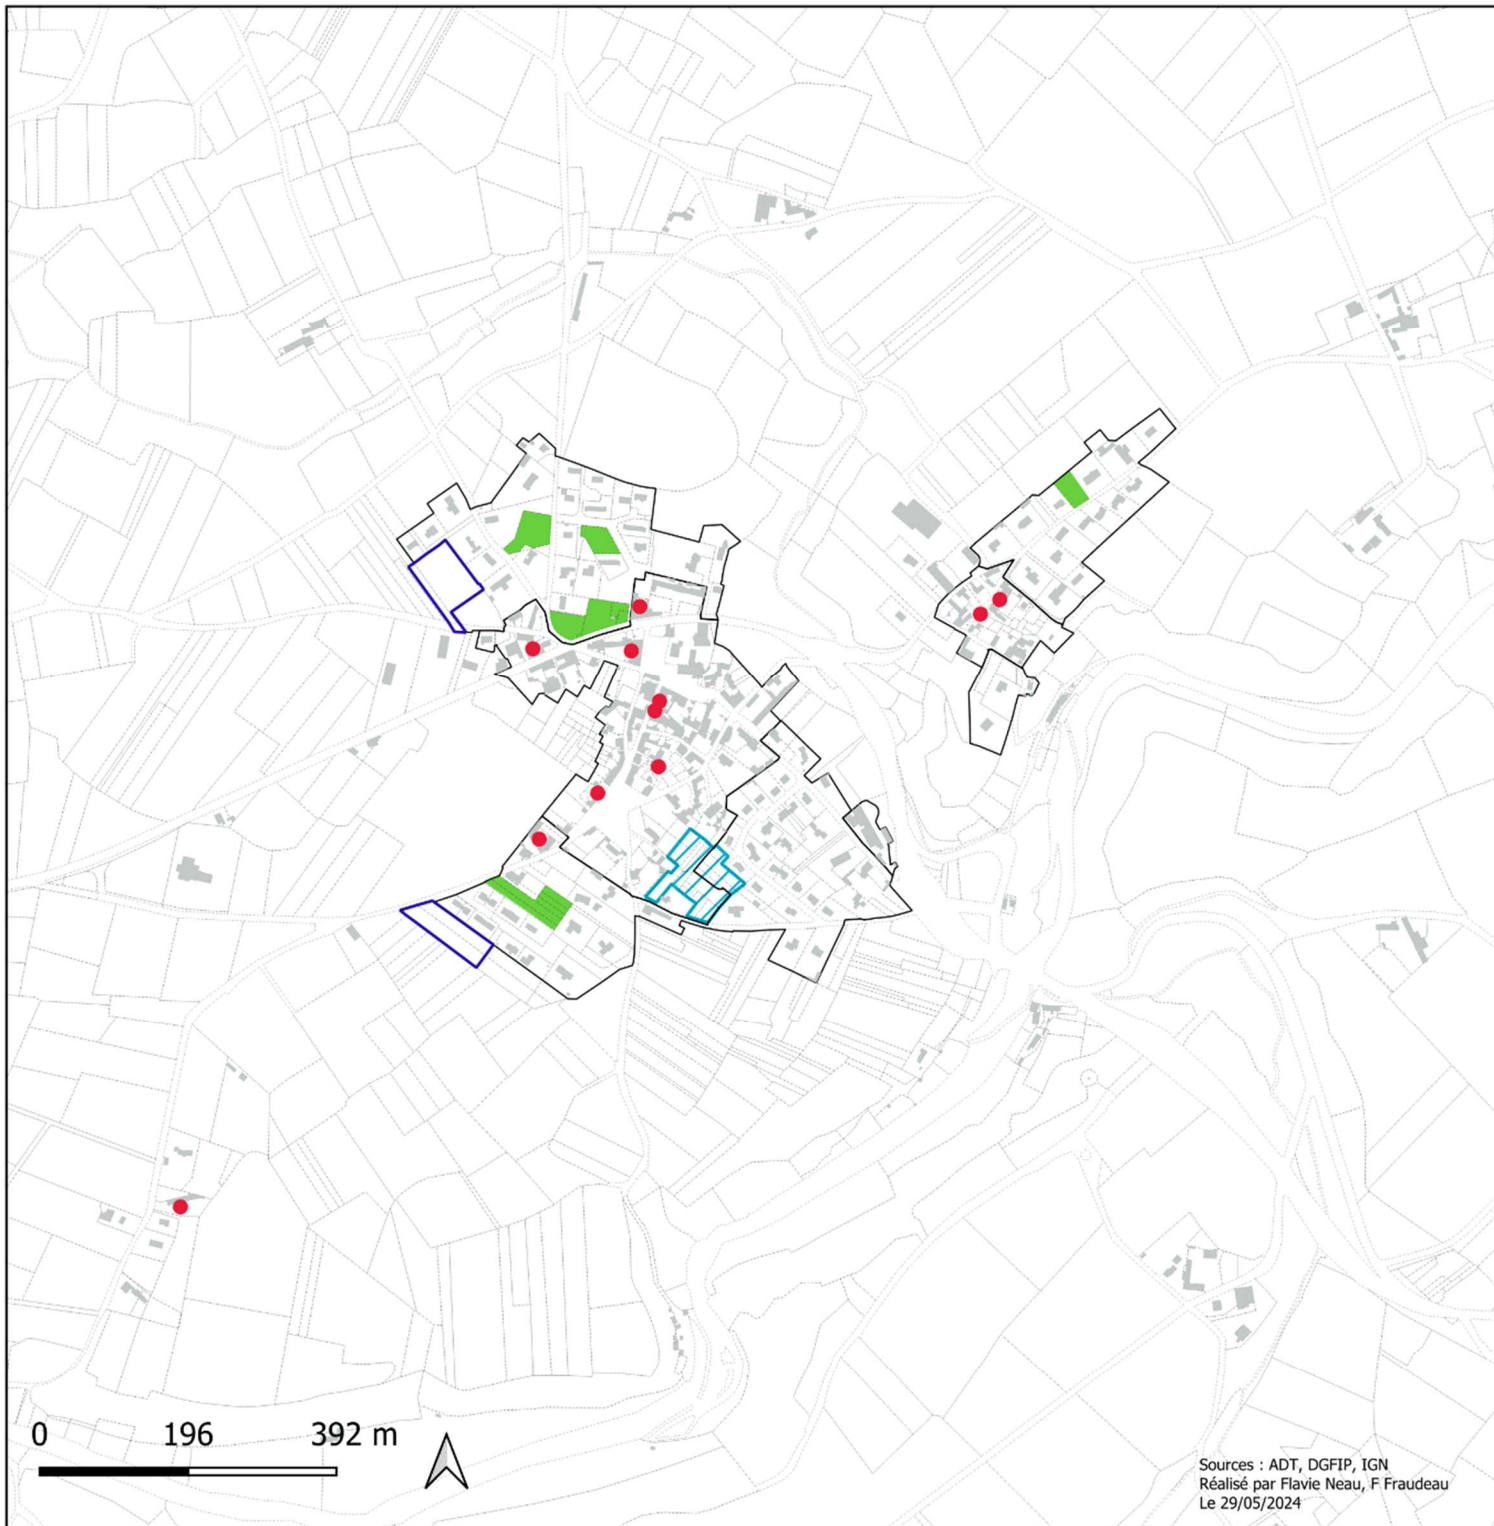 0 196 392 m
Sources : ADT, DGFIP, IGN
Réalisé par Flavie Neau, F Fraudeau
Le 29/05/2024